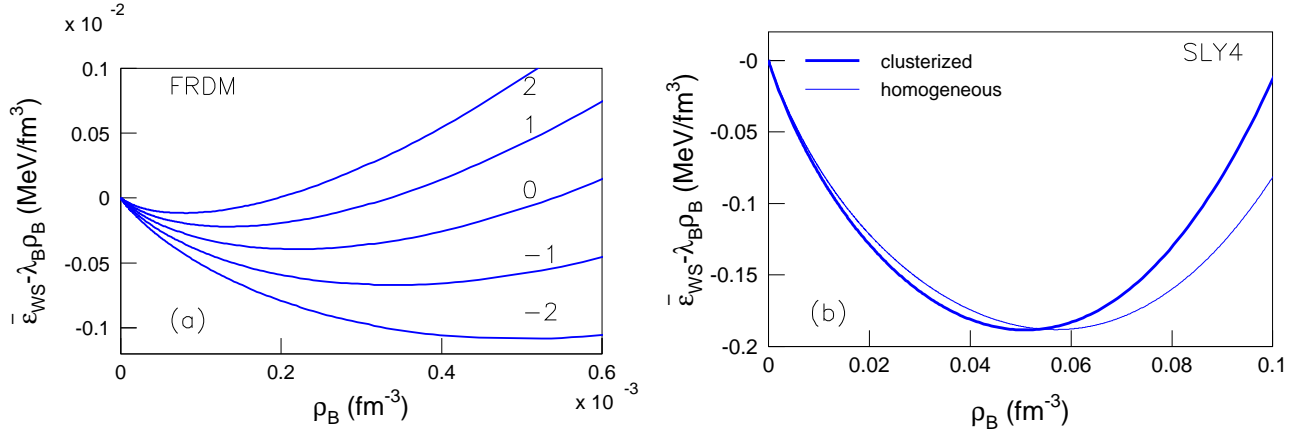 x 10 -2
FRDM
2
1
0
−1
−2
(a)
0.1
0.05
0
-0.05
-0.1
0
0.2
0.4
0.6
x 10 -3
ρB (fm-3)
ε̅WS-λBρB (MeV/fm3)
SLY4
clusterized
homogeneous
(b)
-0
-0.05
-0.1
-0.15
-0.2
0
0.02
0.04
0.06
0.08
0.1
ρB (fm-3)
ε̅WS-λBρB (MeV/fm3)